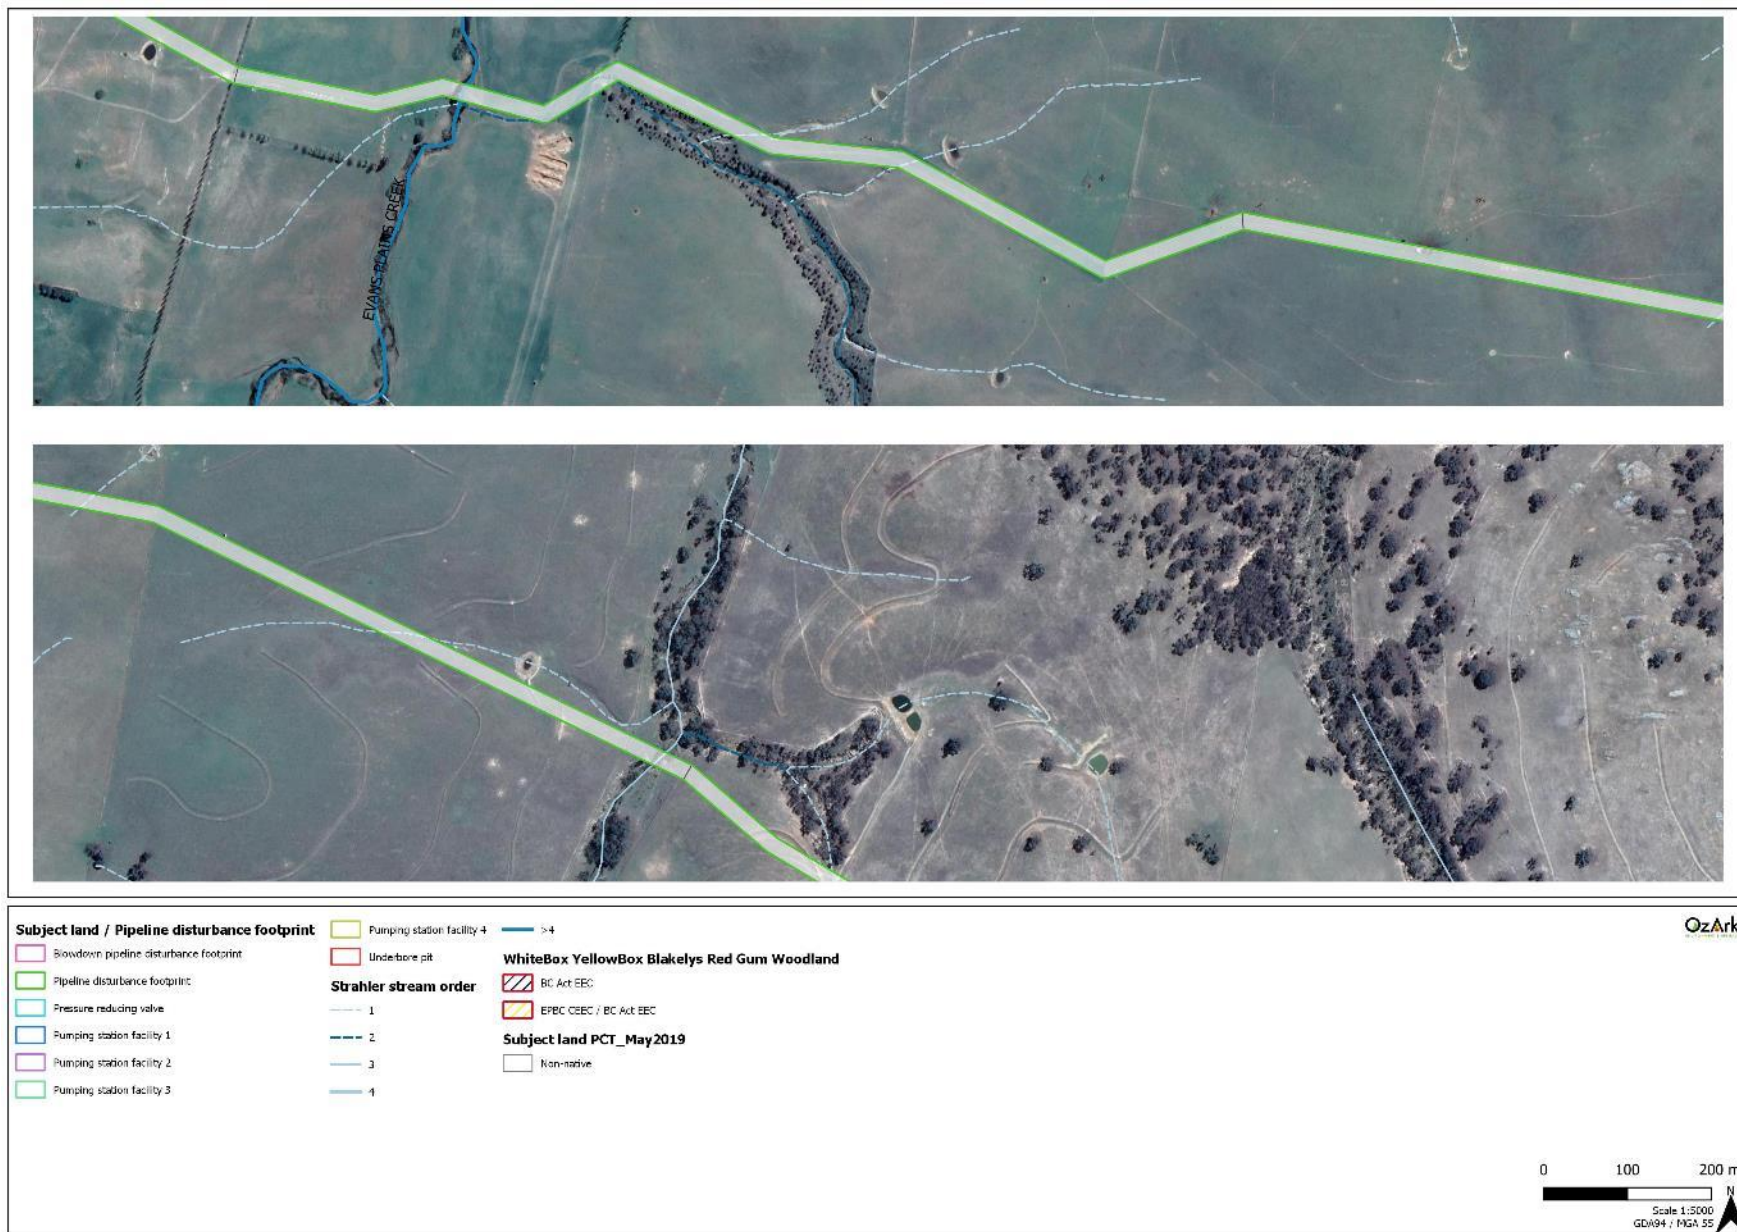 EVANS PLAINS CREEK
Subject land / Pipeline disturbance footprint
Blowdown pipeline disturbance footprint
Pipeline disturbance footprint
Pressure reducing valve
Pumping station facility 1
Pumping station facility 2
Pumping station facility 3
Pumping station facility 4
Underbore pit
Strahler stream order
1
2
3
4
>4
WhiteBox YellowBox Blakelys Red Gum Woodland
BC Act EEC
EPBC CEEC / BC Act EEC
Subject land PCT_May2019
Non-native
OzArk
0 100 200 m
N
Scale 1:5000
GDA94 / MGA 55